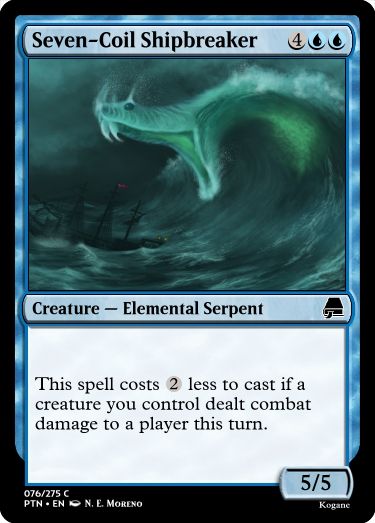 Seven-Coil Shipbreaker 4
Creature — Elemental Serpent
This spell costs 2 less to cast if a
creature you control dealt combat
damage to a player this turn.
5/5
076/275 C
PTN • EN N. E. Moreno
Kogane